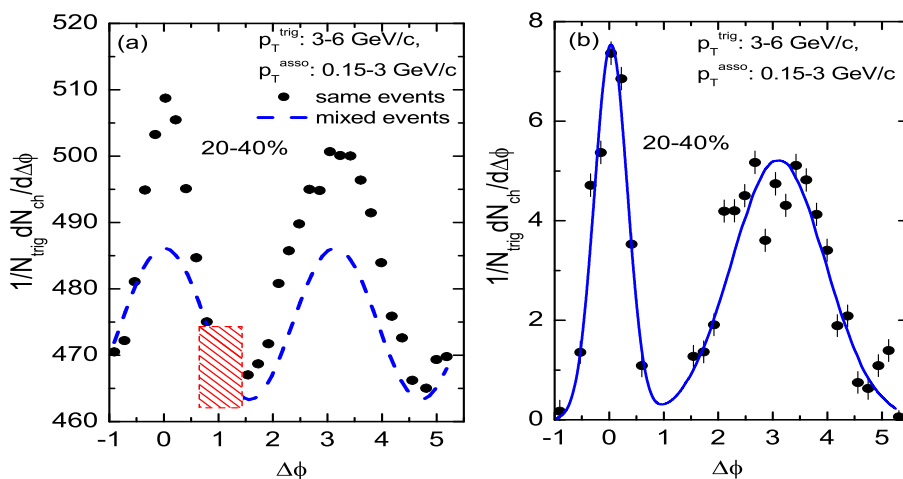 (a)
p_T^trig: 3-6 GeV/c,
p_T^asso: 0.15-3 GeV/c
same events
mixed events
20-40%
1/N_trig dN_ch/dΔϕ
510
500
490
480
470
460
-1 0 1 2 3 4 5
Δϕ
(b)
p_T^trig: 3-6 GeV/c,
p_T^asso: 0.15-3 GeV/c
20-40%
1/N_trig dN_ch/dΔϕ
8
6
4
2
0
-1 0 1 2 3 4 5
Δϕ